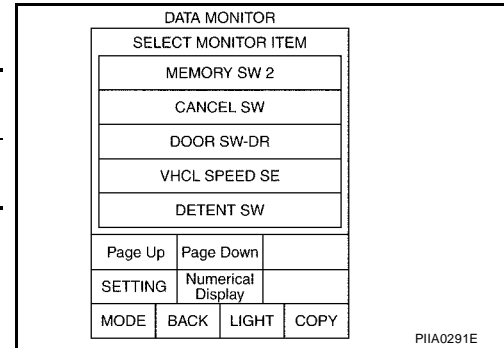 DATA MONITOR
SELECT MONITOR ITEM
MEMORY SW 2
CANCEL SW
DOOR SW-DR
VHCL SPEED SE
DETENT SW
Page Up Page Down
SETTING Numerical Display
MODE BACK LIGHT COPY
PIIA0291E